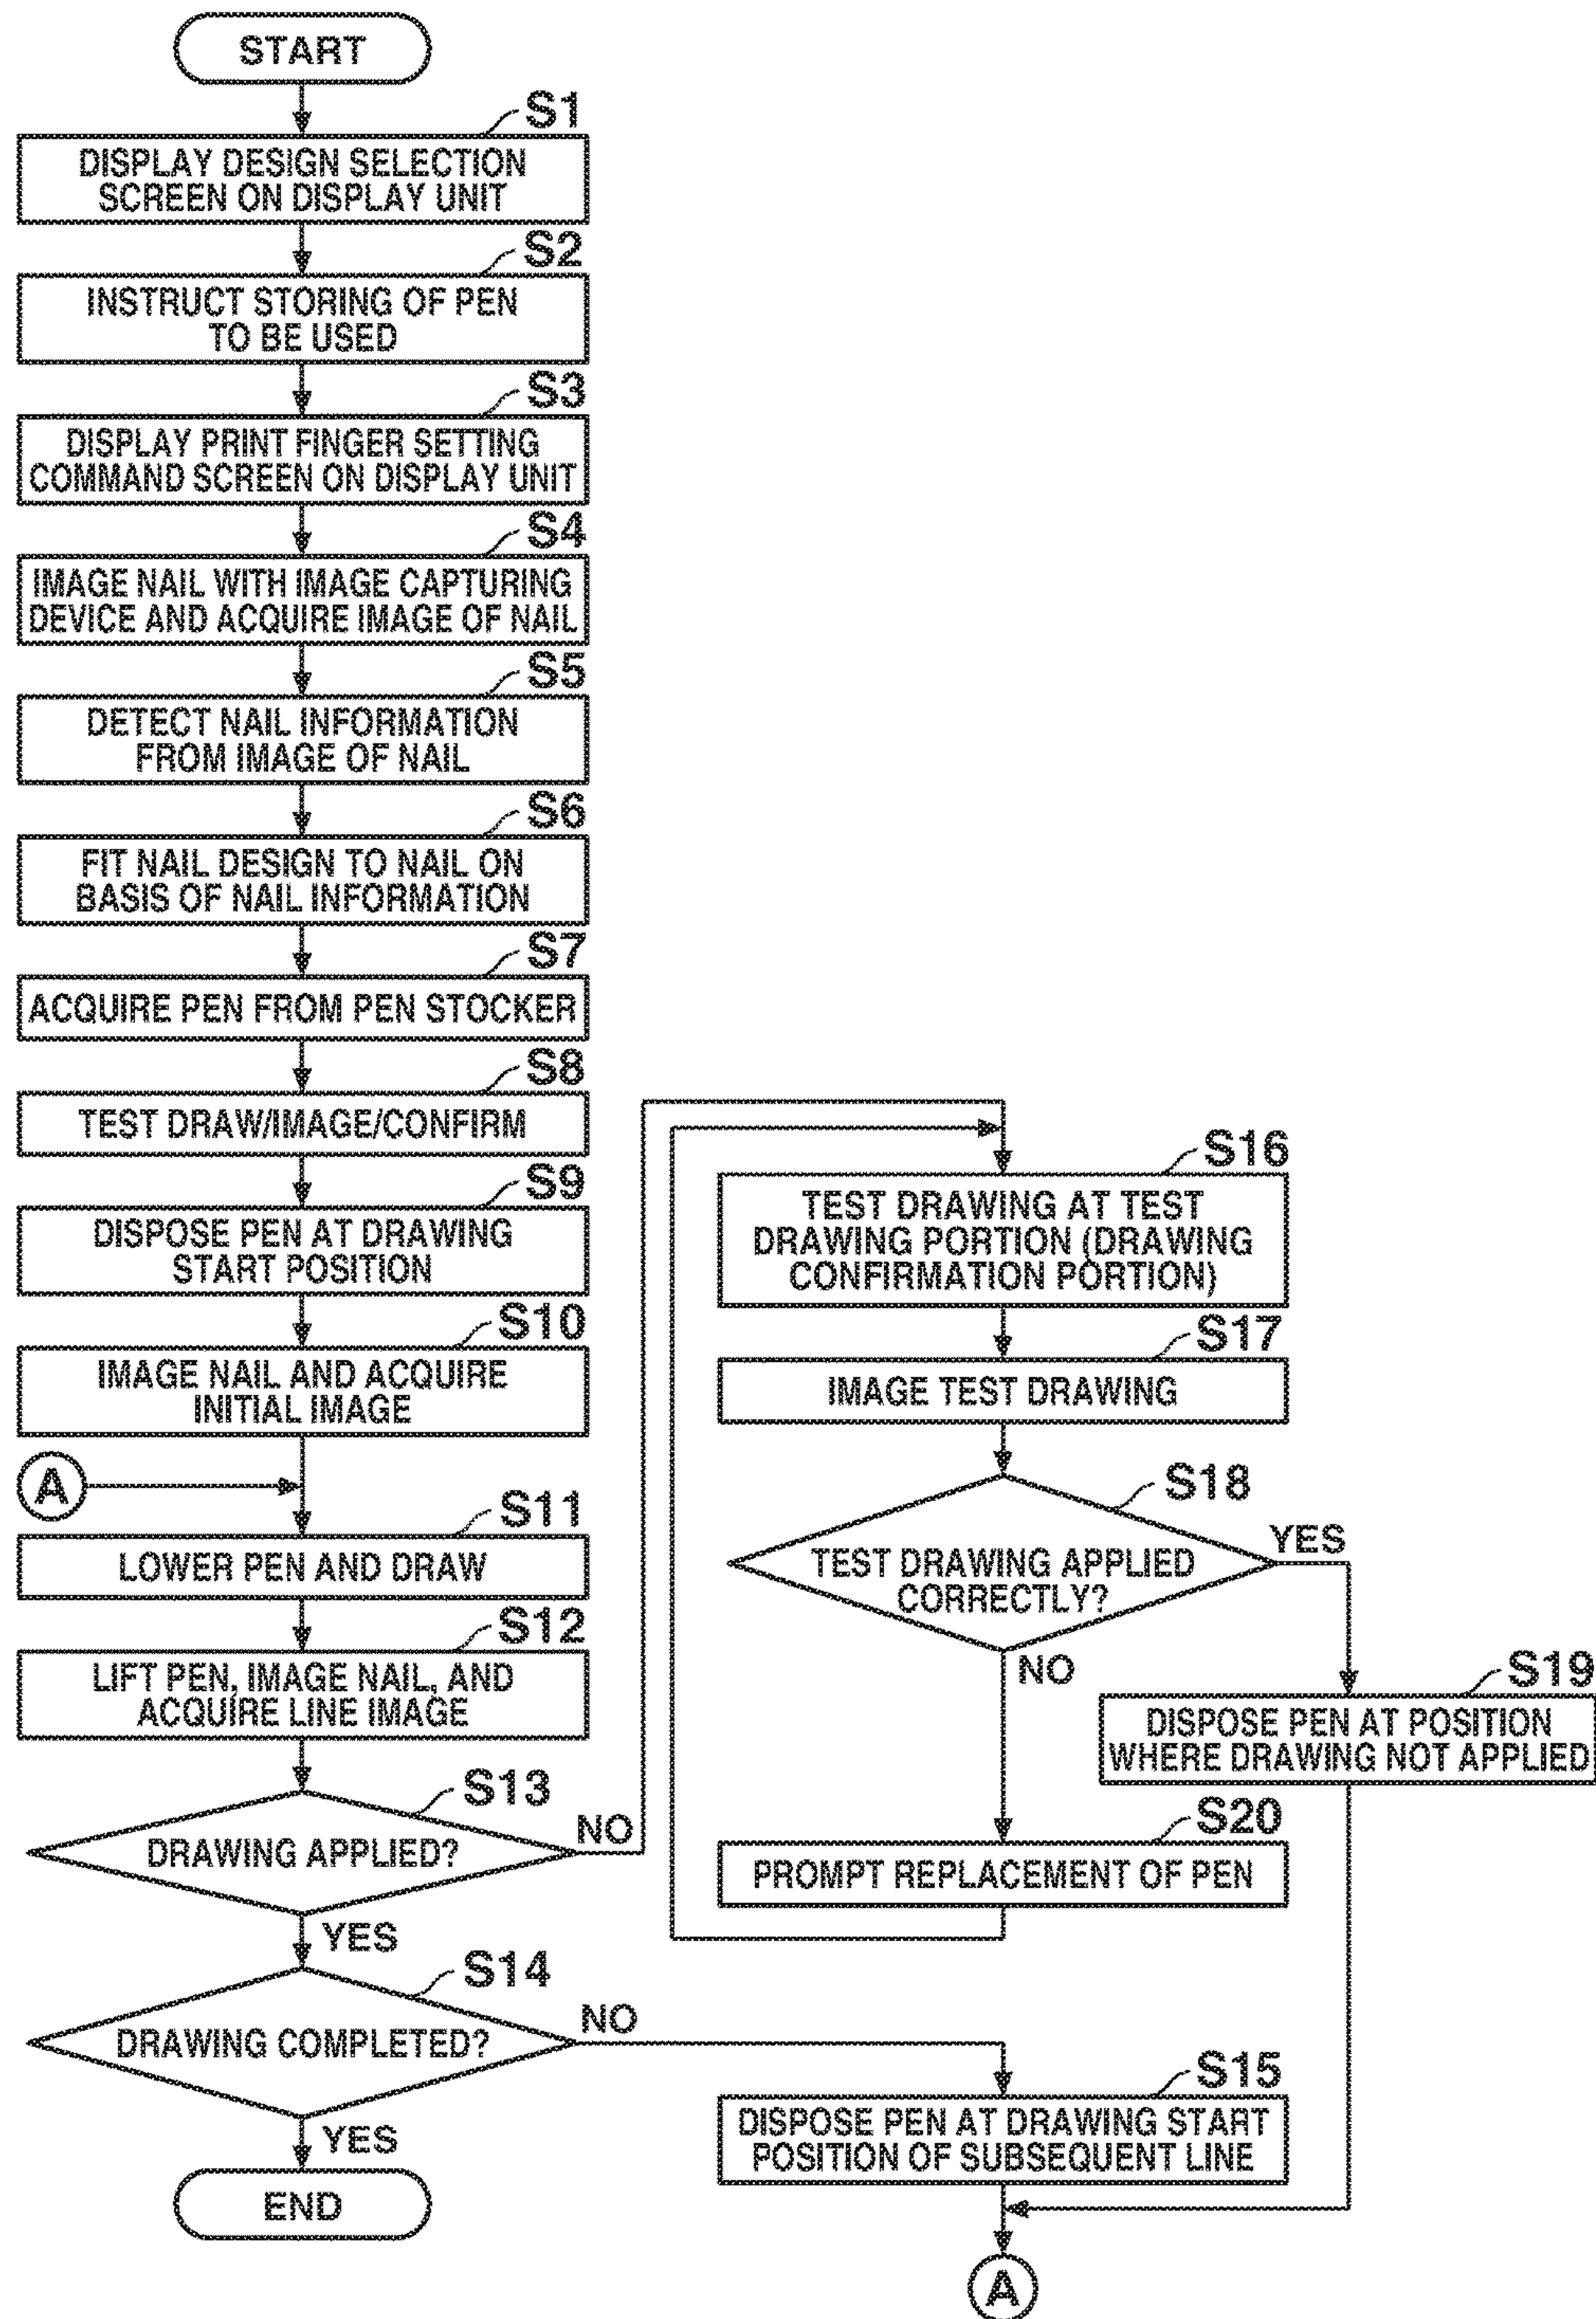 START
S1
DISPLAY DESIGN SELECTION
SCREEN ON DISPLAY UNIT
S2
INSTRUCT STORING OF PEN
TO BE USED
S3
DISPLAY PRINT FINGER SETTING
COMMAND SCREEN ON DISPLAY UNIT
S4
IMAGE NAIL WITH IMAGE CAPTURING
DEVICE AND ACQUIRE IMAGE OF NAIL
S5
DETECT NAIL INFORMATION
FROM IMAGE OF NAIL
S6
FIT NAIL DESIGN TO NAIL ON
BASIS OF NAIL INFORMATION
S7
ACQUIRE PEN FROM PEN STOCKER
S8
TEST DRAW/IMAGE/CONFIRM
S9
DISPOSE PEN AT DRAWING
START POSITION
S10
IMAGE NAIL AND ACQUIRE
INITIAL IMAGE
A
S11
LOWER PEN AND DRAW
S12
LIFT PEN, IMAGE NAIL, AND
ACQUIRE LINE IMAGE
S13
DRAWING APPLIED?
NO
YES
S14
DRAWING COMPLETED?
NO
YES
END
S16
TEST DRAWING AT TEST
DRAWING PORTION (DRAWING
CONFIRMATION PORTION)
S17
IMAGE TEST DRAWING
S18
TEST DRAWING APPLIED
CORRECTLY?
YES
NO
S19
DISPOSE PEN AT POSITION
WHERE DRAWING NOT APPLIED
S20
PROMPT REPLACEMENT OF PEN
S15
DISPOSE PEN AT DRAWING START
POSITION OF SUBSEQUENT LINE
A